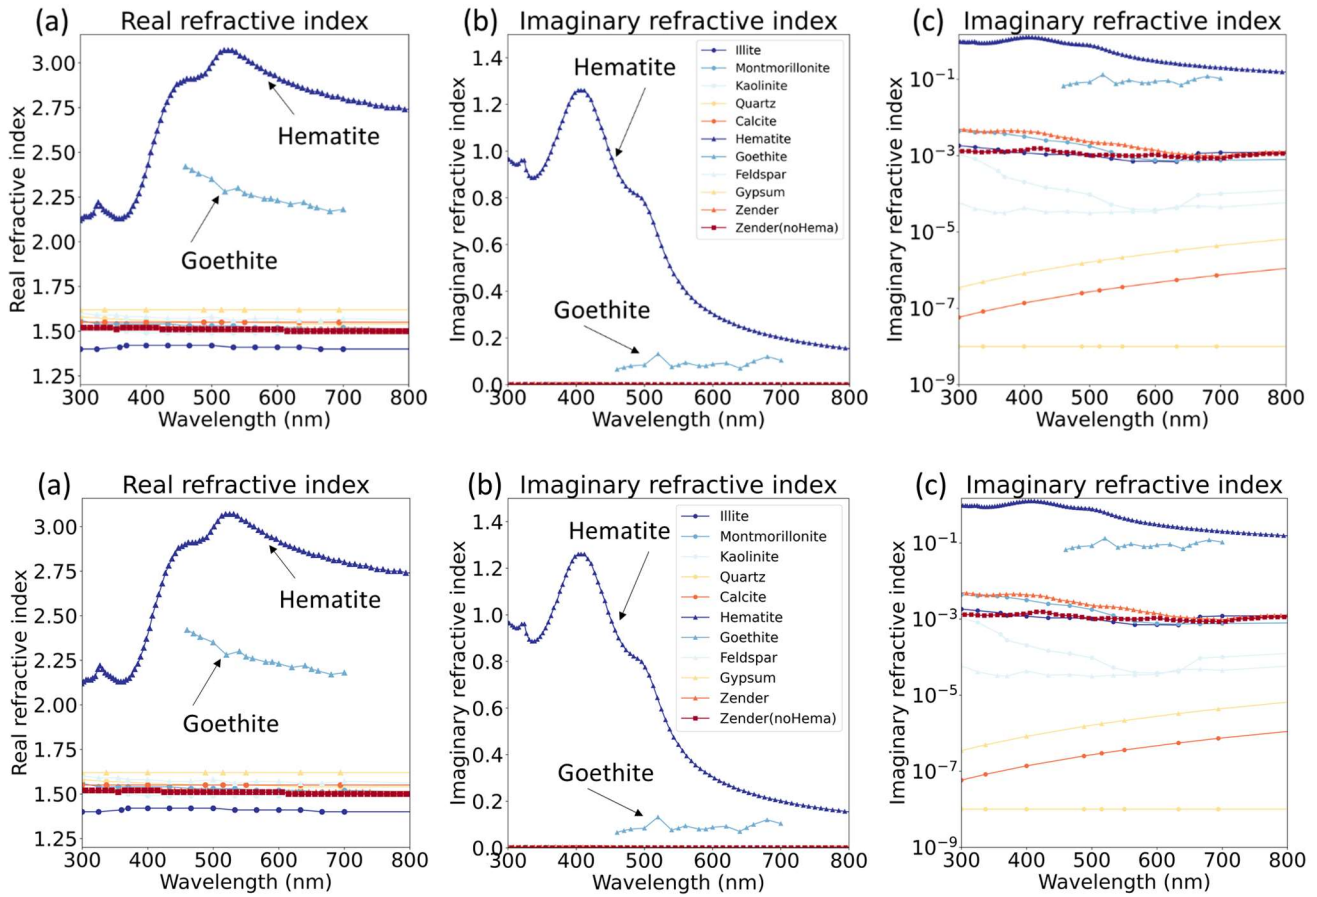 (a) Real refractive index
(b) Imaginary refractive index
(c) Imaginary refractive index
Real refractive index
3.00
2.75
2.50
2.25
2.00
1.75
1.50
1.25
Hematite
Goethite
300 400 500 600 700 800
Wavelength (nm)
Imaginary refractive index
1.4
1.2
1.0
0.8
0.6
0.4
0.2
0.0
Hematite
Goethite
Illite
Montmorillonite
Kaolinite
Quartz
Calcite
Hematite
Goethite
Feldspar
Gypsum
Zender
Zender(noHema)
300 400 500 600 700 800
Wavelength (nm)
Imaginary refractive index
10⁻¹
10⁻³
10⁻⁵
10⁻⁷
10⁻⁹
300 400 500 600 700 800
Wavelength (nm)
(a) Real refractive index
(b) Imaginary refractive index
(c) Imaginary refractive index
Real refractive index
3.00
2.75
2.50
2.25
2.00
1.75
1.50
1.25
Hematite
Goethite
300 400 500 600 700 800
Wavelength (nm)
Imaginary refractive index
1.4
1.2
1.0
0.8
0.6
0.4
0.2
0.0
Hematite
Goethite
Illite
Montmorillonite
Kaolinite
Quartz
Calcite
Hematite
Goethite
Feldspar
Gypsum
Zender
Zender(noHema)
300 400 500 600 700 800
Wavelength (nm)
Imaginary refractive index
10⁻¹
10⁻³
10⁻⁵
10⁻⁷
10⁻⁹
300 400 500 600 700 800
Wavelength (nm)